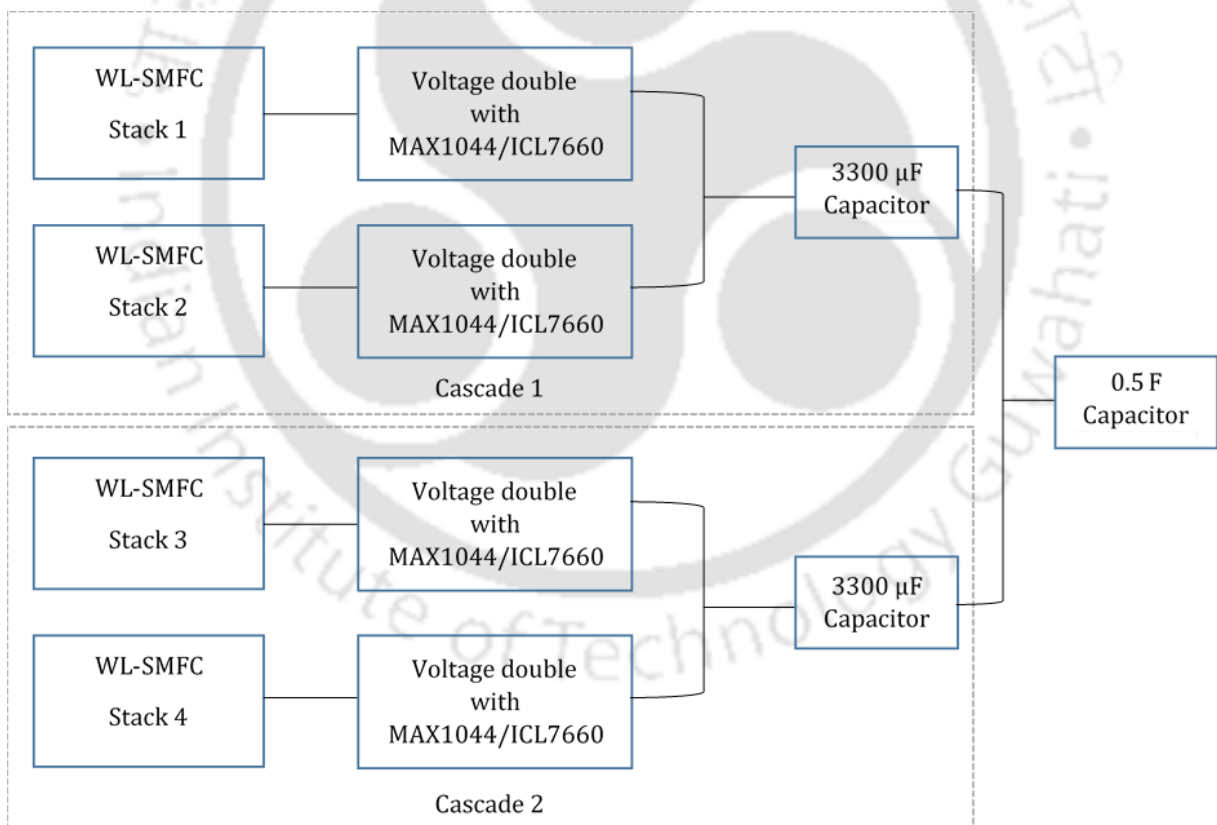 WL-SMFC
Stack 1
Voltage double
with
MAX1044/ICL7660
3300 µF
Capacitor
WL-SMFC
Stack 2
Voltage double
with
MAX1044/ICL7660
Cascade 1
0.5 F
Capacitor
WL-SMFC
Stack 3
Voltage double
with
MAX1044/ICL7660
3300 µF
Capacitor
WL-SMFC
Stack 4
Voltage double
with
MAX1044/ICL7660
Cascade 2
Indian Institute of Technology Guwahati